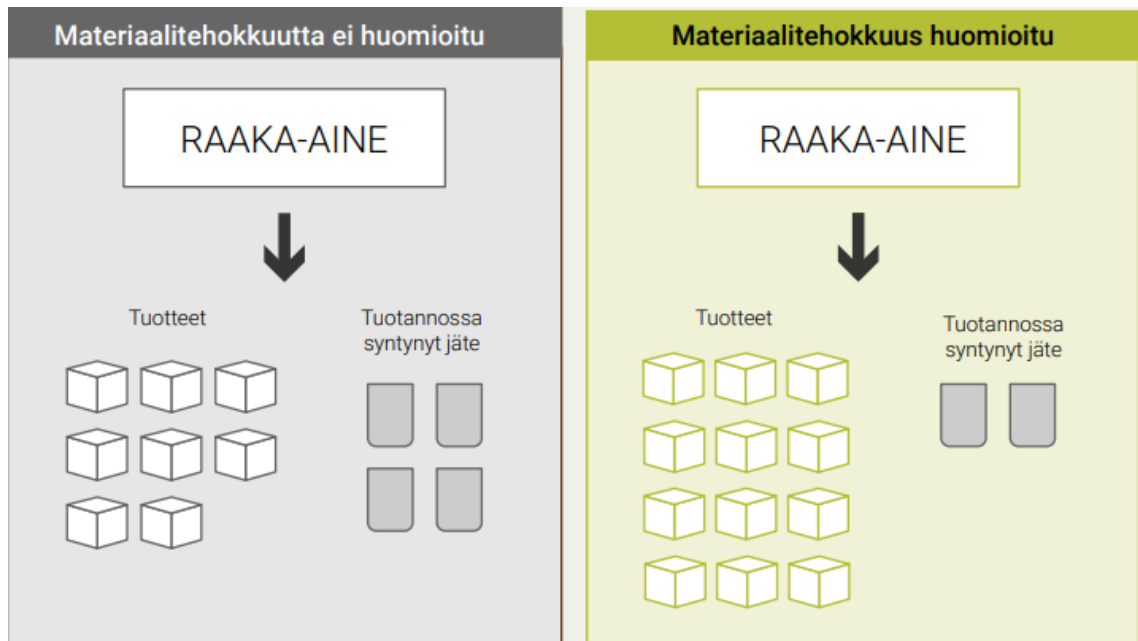 Materiaalitehokkuutta ei huomioitu
RAAKA-AINE
Tuotteet
Tuotannossa
syntynyt jäte
Materiaalitehokkuus huomioitu
RAAKA-AINE
Tuotteet
Tuotannossa
syntynyt jäte